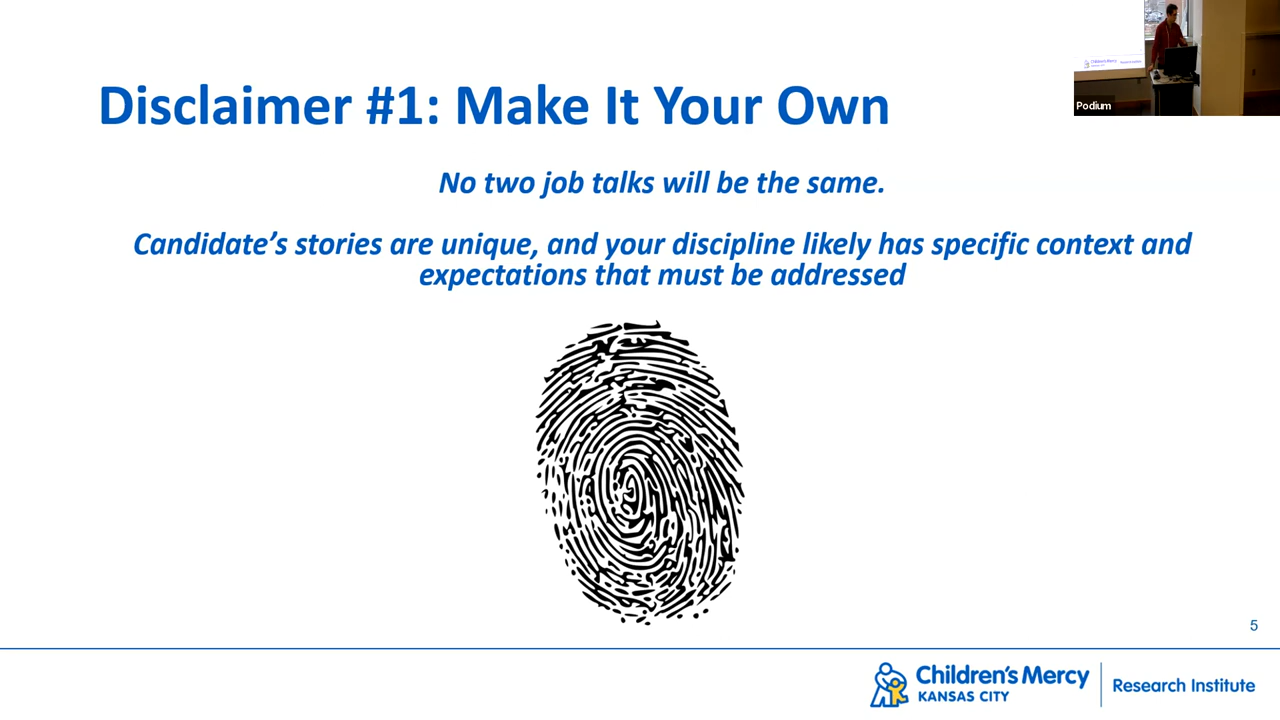 Disclaimer #1: Make It Your Own
No two job talks will be the same.
Candidate’s stories are unique, and your discipline likely has specific context and
expectations that must be addressed
Podium
5
Children's Mercy
KANSAS CITY
Research Institute